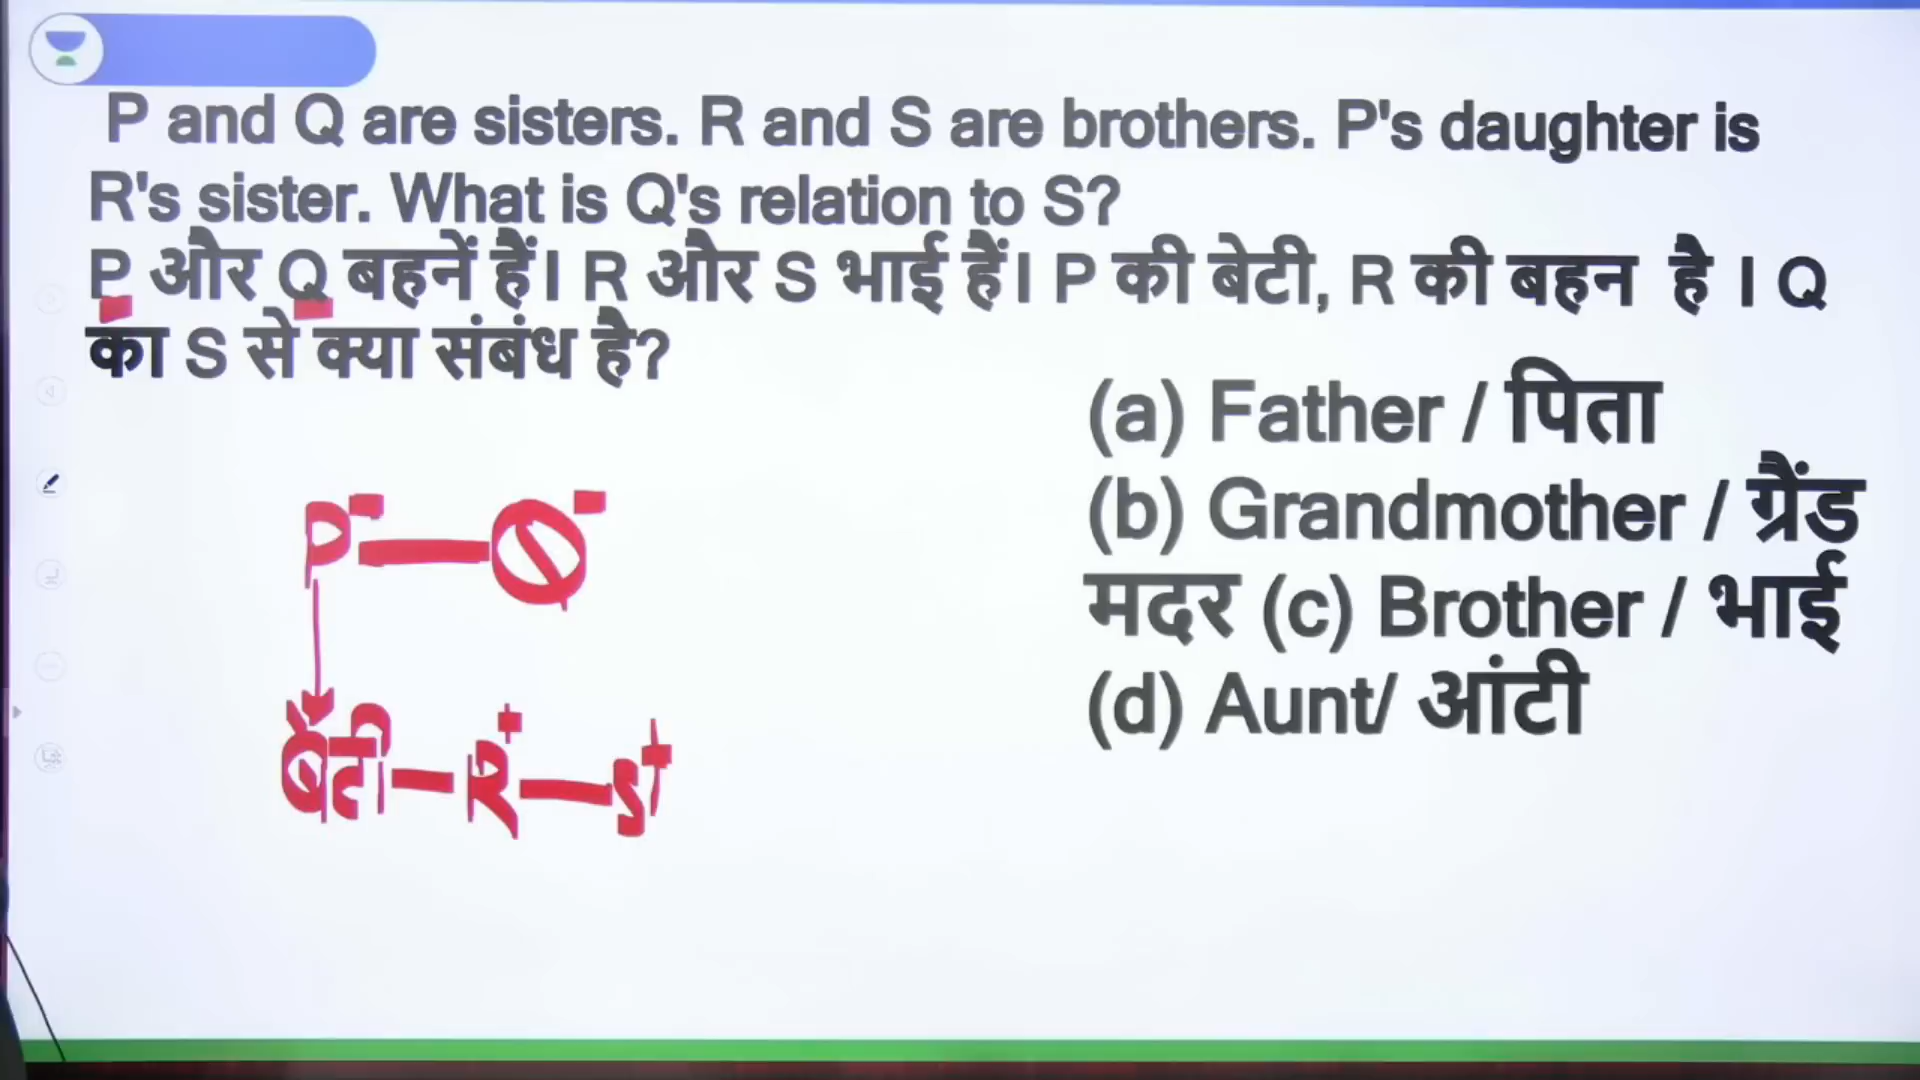 P and Q are sisters. R and S are brothers. P's daughter is
R's sister. What is Q's relation to S?
P और Q बहनें हैं। R और S भाई हैं। P की बेटी, R की बहन है । Q
का S से क्या संबंध है?
(a) Father / पिता
(b) Grandmother / ग्रैंड
मदर (c) Brother / भाई
(d) Aunt/ आंटी
P - Q -
बेटी - R + - S +